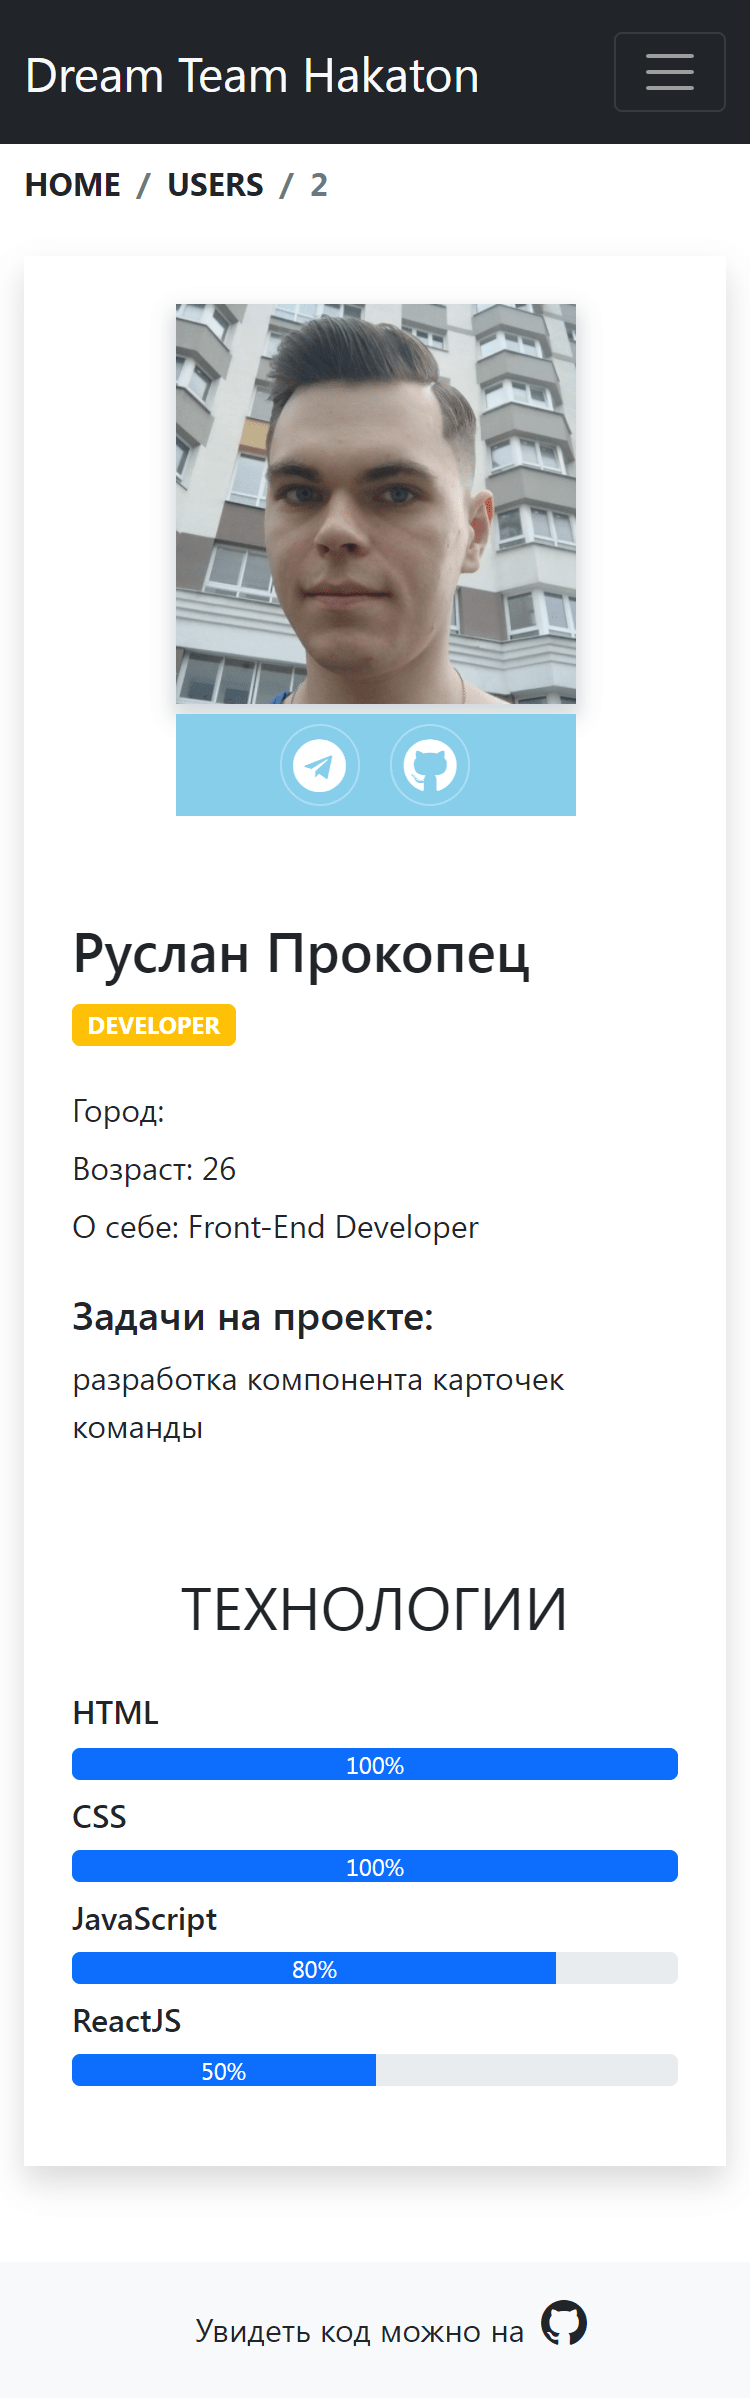 Dream Team Hakaton
HOME / USERS / 2
Руслан Прокопец
DEVELOPER
Город:
Возраст: 26
О себе: Front-End Developer
Задачи на проекте:
разработка компонента карточек
команды
ТЕХНОЛОГИИ
HTML
100%
CSS
100%
JavaScript
80%
ReactJS
50%
Увидеть код можно на